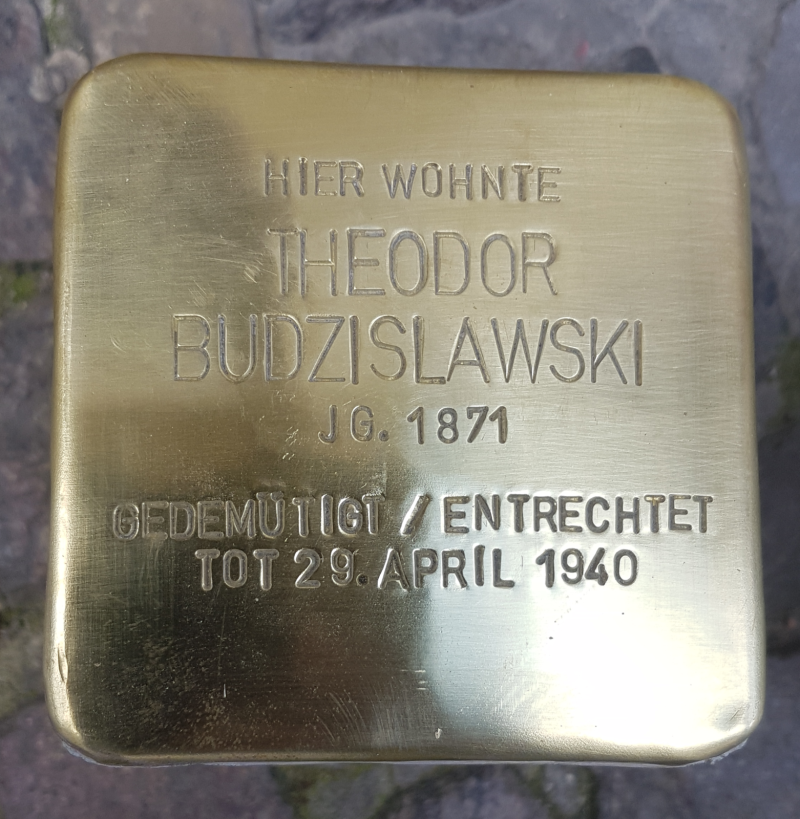 HIER WOHNTE
THEODOR
BUDZISLAWSKI
JG. 1871
GEDEMÜTIGT / ENTRECHTET
TOT 29. APRIL 1940